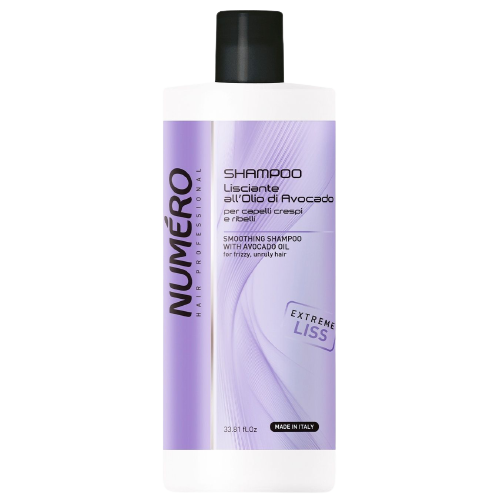 NUMÉRO
HAIR PROFESSIONAL
SHAMPOO
Lisciante
all'Olio di Avocado
per capelli crespi
e ribelli
SMOOTHING SHAMPOO
WITH AVOCADO OIL
for frizzy, unruly hair
EXTREME
LISS
33.81 fl.Oz
MADE IN ITALY